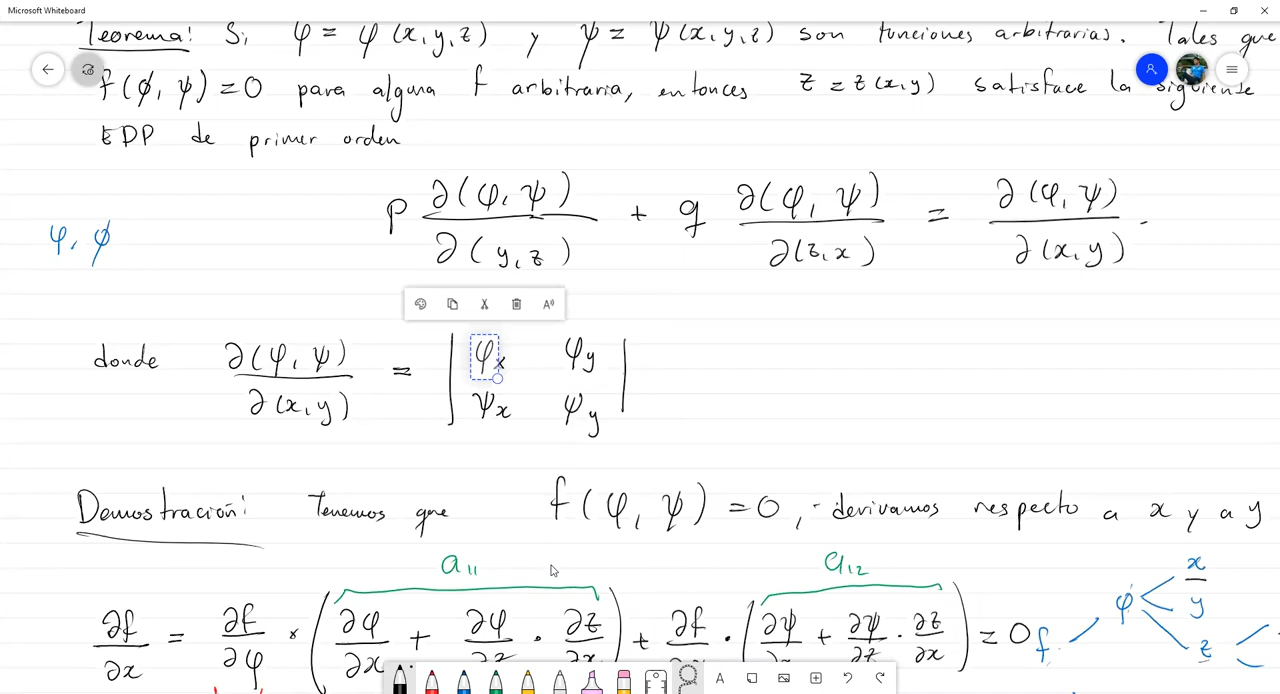 Microsoft Whiteboard
Teorema: Si φ = φ(x,y,z) y ψ = ψ(x,y,z) son funciones arbitrarias. Tales que
f(ϕ, ψ) = 0 para alguna f arbitraria, entonces z = z(x,y) satisface la siguiente
EDP de primer orden
p ∂(φ,ψ)/∂(y,z) + q ∂(φ,ψ)/∂(z,x) = ∂(φ,ψ)/∂(x,y).
φ, ϕ
donde ∂(φ,ψ)/∂(x,y) = | φx φy |
| ψx ψy |
Demostración: Tenemos que f(φ,ψ) = 0, derivamos respecto a x y a y
a11 a12
∂f/∂x = ∂f/∂φ * (∂φ/∂x + ∂φ/∂z · ∂z/∂x) + ∂f · (∂ψ + ∂ψ/∂z · ∂z/∂x) = 0
f φ x
y
z